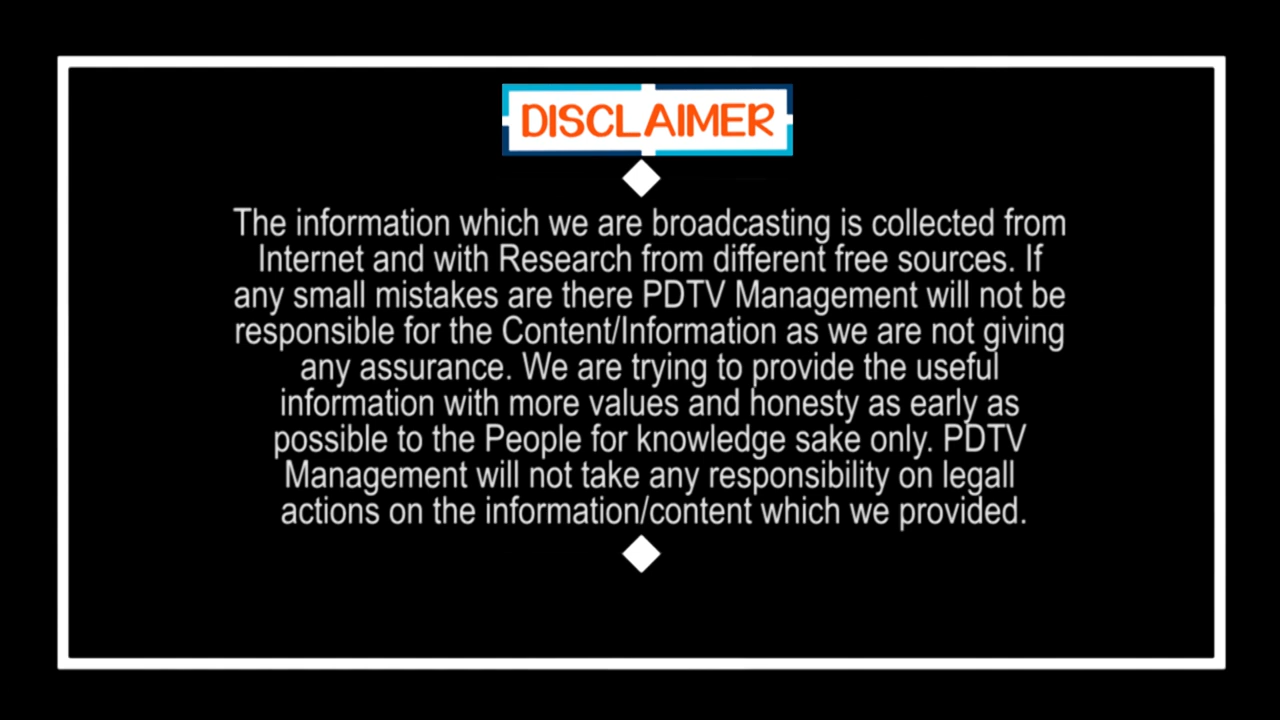 DISCLAIMER
The information which we are broadcasting is collected from
Internet and with Research from different free sources. If
any small mistakes are there PDTV Management will not be
responsible for the Content/Information as we are not giving
any assurance. We are trying to provide the useful
information with more values and honesty as early as
possible to the People for knowledge sake only. PDTV
Management will not take any responsibility on legall
actions on the information/content which we provided.